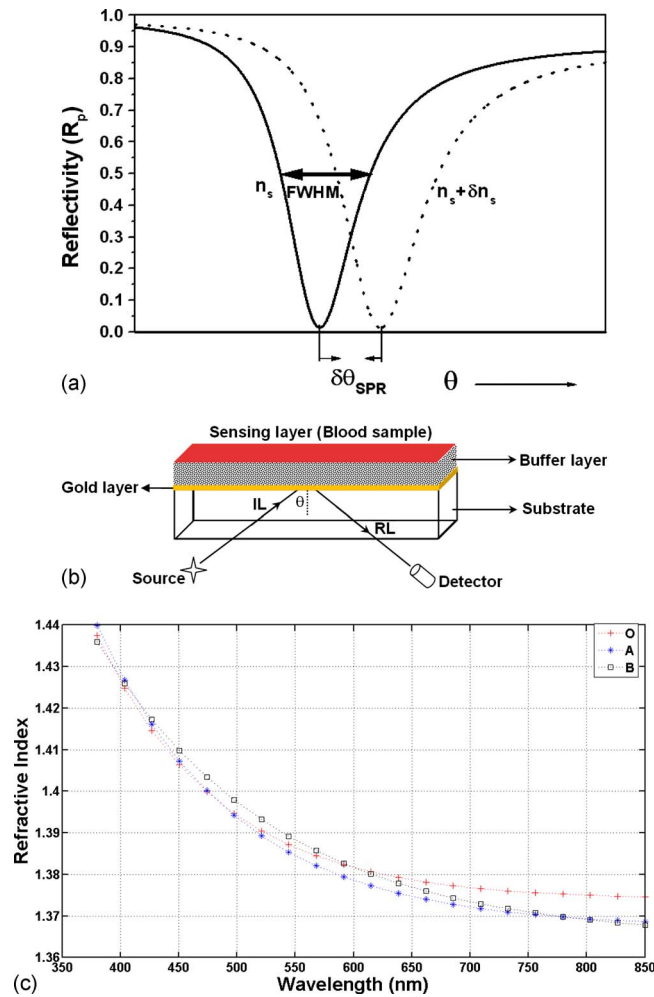 1.0
0.9
0.8
0.7
0.6
0.5
0.4
0.3
0.2
0.1
0.0
Reflectivity (Rp)
ns
FWHM
ns+δns
δθSPR
θ
(a)
Sensing layer (Blood sample)
Buffer layer
Gold layer
IL
θ
RL
Substrate
Source
Detector
(b)
1.44
1.43
1.42
1.41
1.4
1.39
1.38
1.37
1.36
Refractive Index
O
A
B
350 400 450 500 550 600 650 700 750 800 850
Wavelength (nm)
(c)